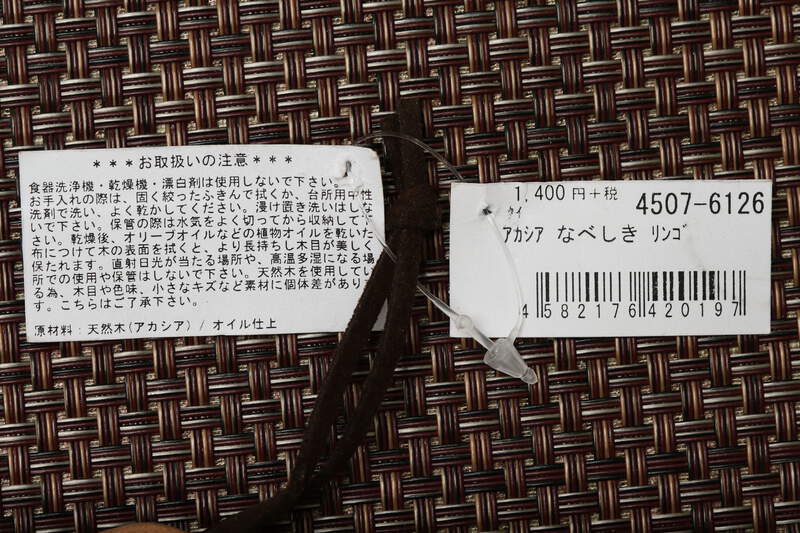 ＊＊＊お取扱いの注意＊＊＊
食器洗浄機・乾燥機・漂白剤は使用しないで下さい。
お手入れの際は、固く絞ったふきんで拭くか、台所用中性
洗剤で洗い、よく乾かしてください。浸け置き洗いはしな
いで下さい。保管の際は水気をよく切ってから収納して下
さい。乾燥後、オリーブオイルなどの植物オイルを乾いた
布につけて木の表面を拭くと、より長持ちし木目が美しく
保たれます。直射日光が当たる場所や、高温多湿になる場
所での使用や保管はしないで下さい。天然木を使用してい
る為、木目や色味、小さなキズなど素材に個体差がありま
す。こちらはご了承下さい。
原材料：天然木(アカシア) / オイル仕上
1,400円+税 4507-6126
タイ
アカシア なべしき リンゴ
4 582176 420197